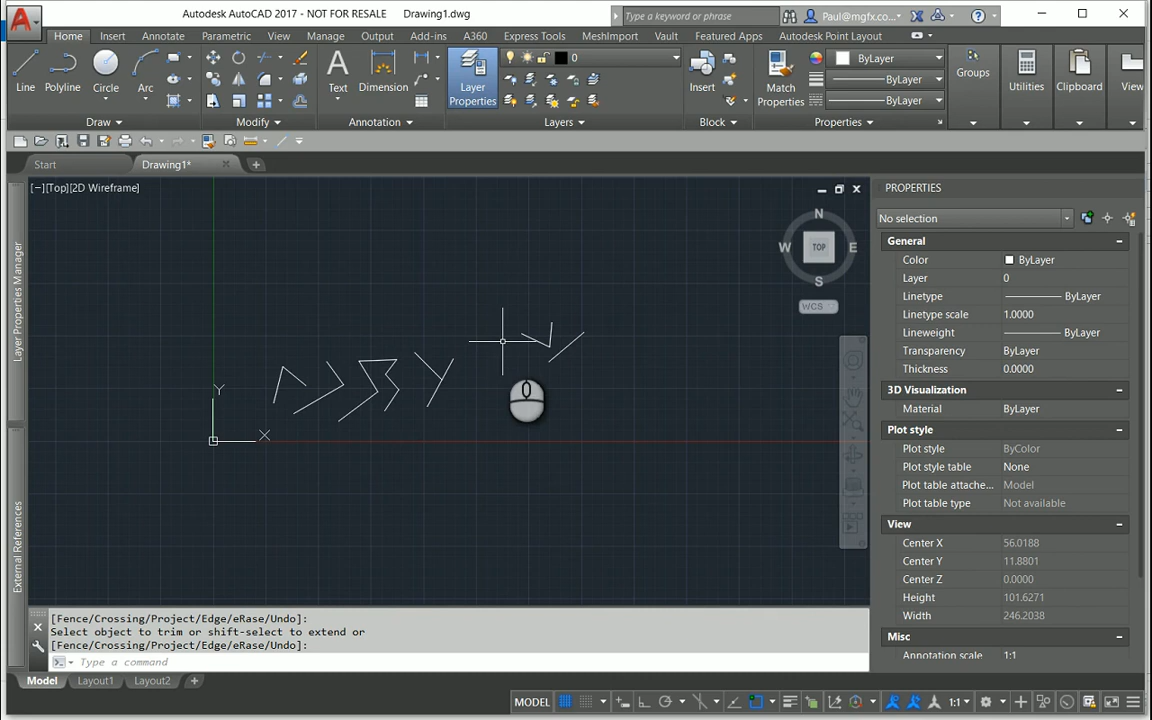 Autodesk AutoCAD 2017 - NOT FOR RESALE Drawing1.dwg
Type a keyword or phrase
Paul@mgfx.co...
Home Insert Annotate Parametric View Manage Output Add-ins A360 Express Tools MeshImport Vault Featured Apps Autodesk Point Layout
0
Line Polyline Circle Arc
Text Dimension
Layer Properties
Insert
Match Properties
ByLayer
ByLayer
ByLayer
Groups Utilities Clipboard View
Draw Modify Annotation Layers Block Properties
Start Drawing1*
[−][Top][2D Wireframe]
Layer Properties Manager
External References
N
W TOP E
S
WCS
Y
X
0
PROPERTIES
No selection
General
Color ByLayer
Layer 0
Linetype ByLayer
Linetype scale 1.0000
Lineweight ByLayer
Transparency ByLayer
Thickness 0.0000
3D Visualization
Material ByLayer
Plot style
Plot style ByColor
Plot style table None
Plot table attache... Model
Plot table type Not available
View
Center X 56.0188
Center Y 11.8801
Center Z 0.0000
Height 101.6271
Width 246.2038
Misc
Annotation scale 1:1
[Fence/Crossing/Project/Edge/eRase/Undo]:
Select object to trim or shift-select to extend or
[Fence/Crossing/Project/Edge/eRase/Undo]:
Type a command
Model Layout1 Layout2
MODEL 1:1